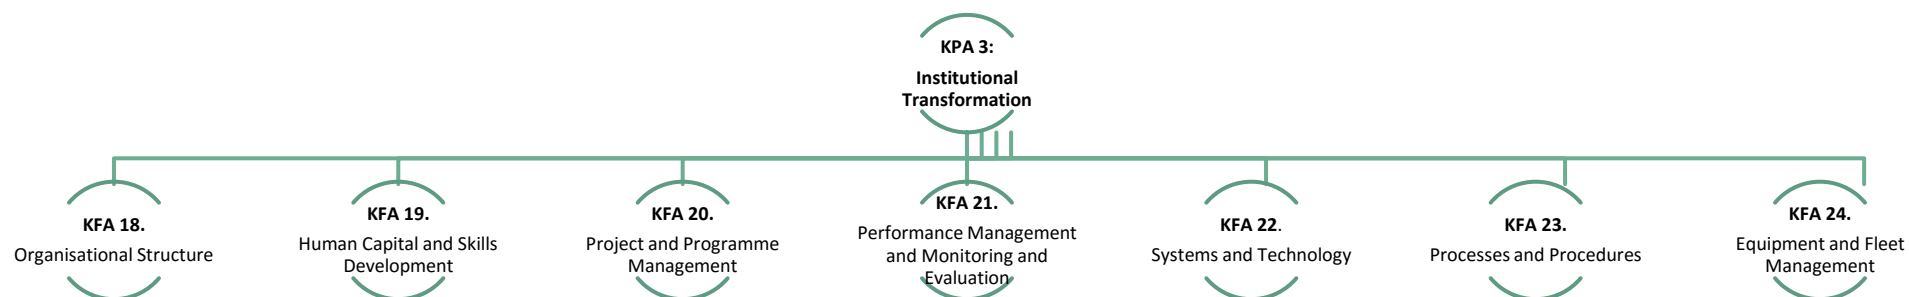 KPA 3:
Institutional
Transformation
KFA 18.
Organisational Structure
KFA 19.
Human Capital and Skills
Development
KFA 20.
Project and Programme
Management
KFA 21.
Performance Management
and Monitoring and
Evaluation
KFA 22.
Systems and Technology
KFA 23.
Processes and Procedures
KFA 24.
Equipment and Fleet
Management